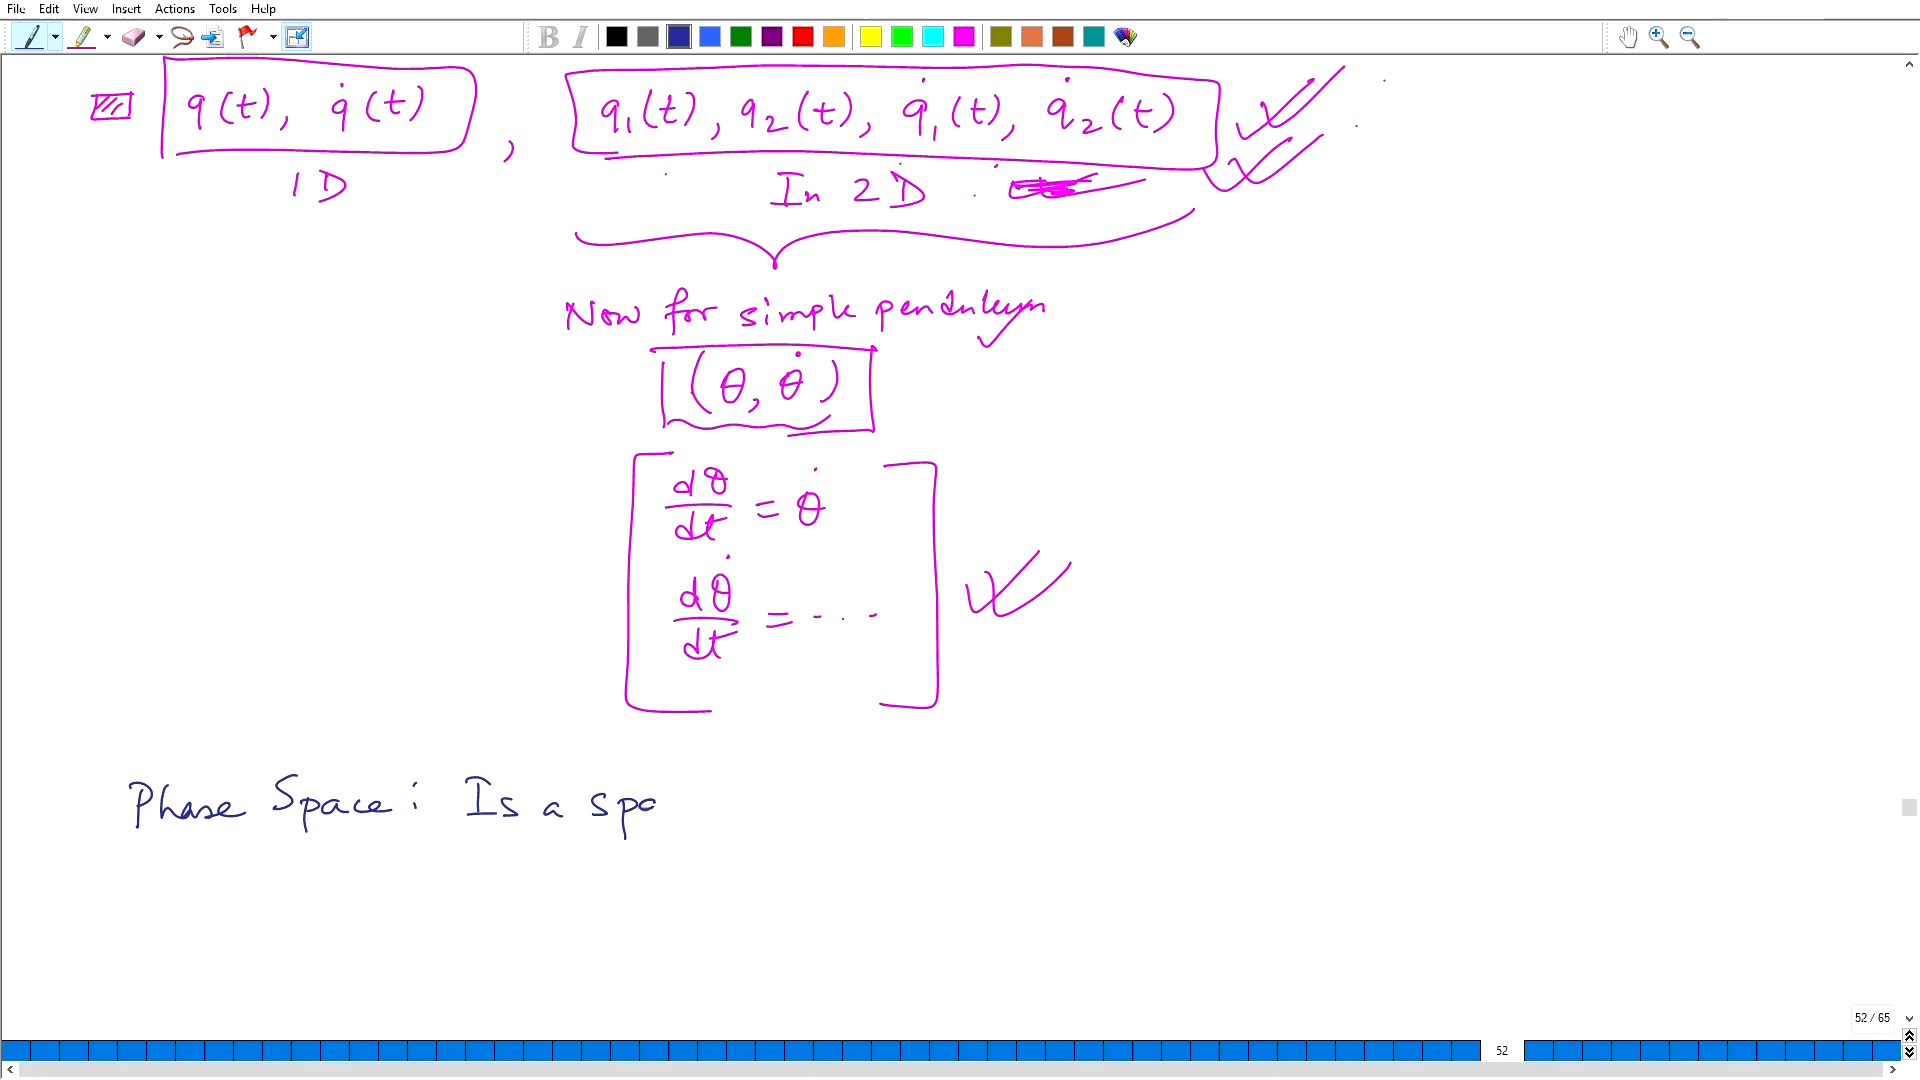 File Edit View Insert Actions Tools Help
B I
q(t), q̇(t) , q₁(t), q₂(t), q̇₁(t), q̇₂(t)
1D In 2D
Now for simple pendulum
(θ, θ̇)
dθ/dt = θ̇
dθ̇/dt = - . . -
Phase Space: Is a spa
52 / 65
52